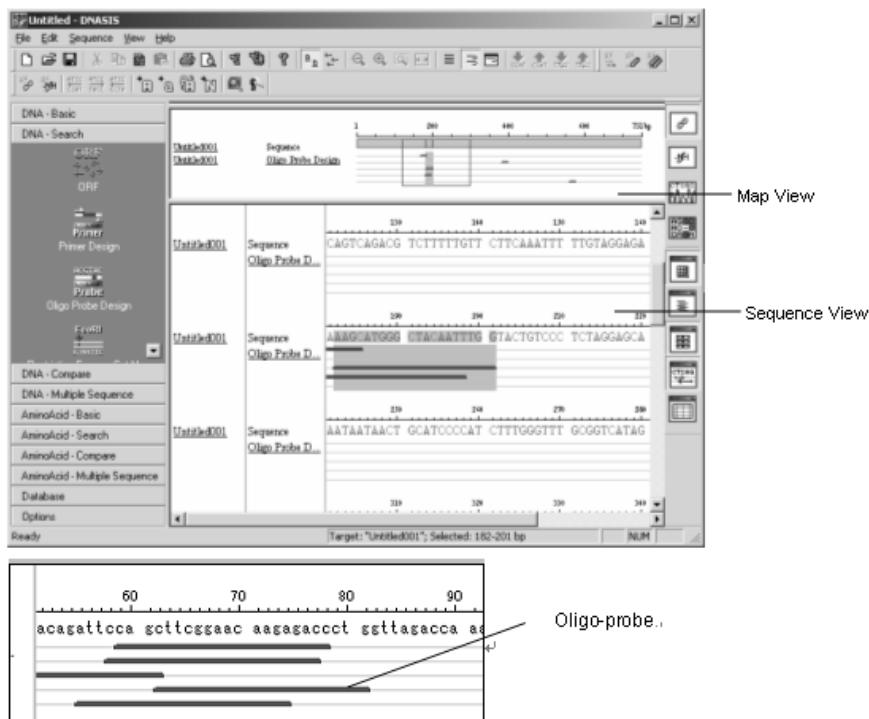 Untitled - DNASIS
File Edit Sequence View Help
DNA - Basic
DNA - Search
ORF
Primer
Primer Design
Probe
Oligo Probe Design
EcoRI
DNA - Compare
DNA - Multiple Sequence
AminoAcid - Basic
AminoAcid - Search
AminoAcid - Compare
AminoAcid - Multiple Sequence
Database
Options
Untitled001 Sequence
Untitled001 Oligo Probe Design
Map View
Untitled001 Sequence CAGTCAGACG TCTTTTTGTT CTTCAAATTT TTGTAGGAGA
Oligo Probe D...
Sequence View
Untitled001 Sequence AAAGCATGGG CTACAATTTG GTACTGTCCC TCTAGGAGCA
Oligo Probe D...
Untitled001 Sequence AATAATAACT GCATCCCCAT CTTTGGGTTT GCGGTCATAG
Oligo Probe D...
Ready Target: "Untitled001"; Selected: 182-201 bp NUM
60 70 80 90
acagattcca gcttcggaac aagagaccct ggttagacca
Oligo-probe..